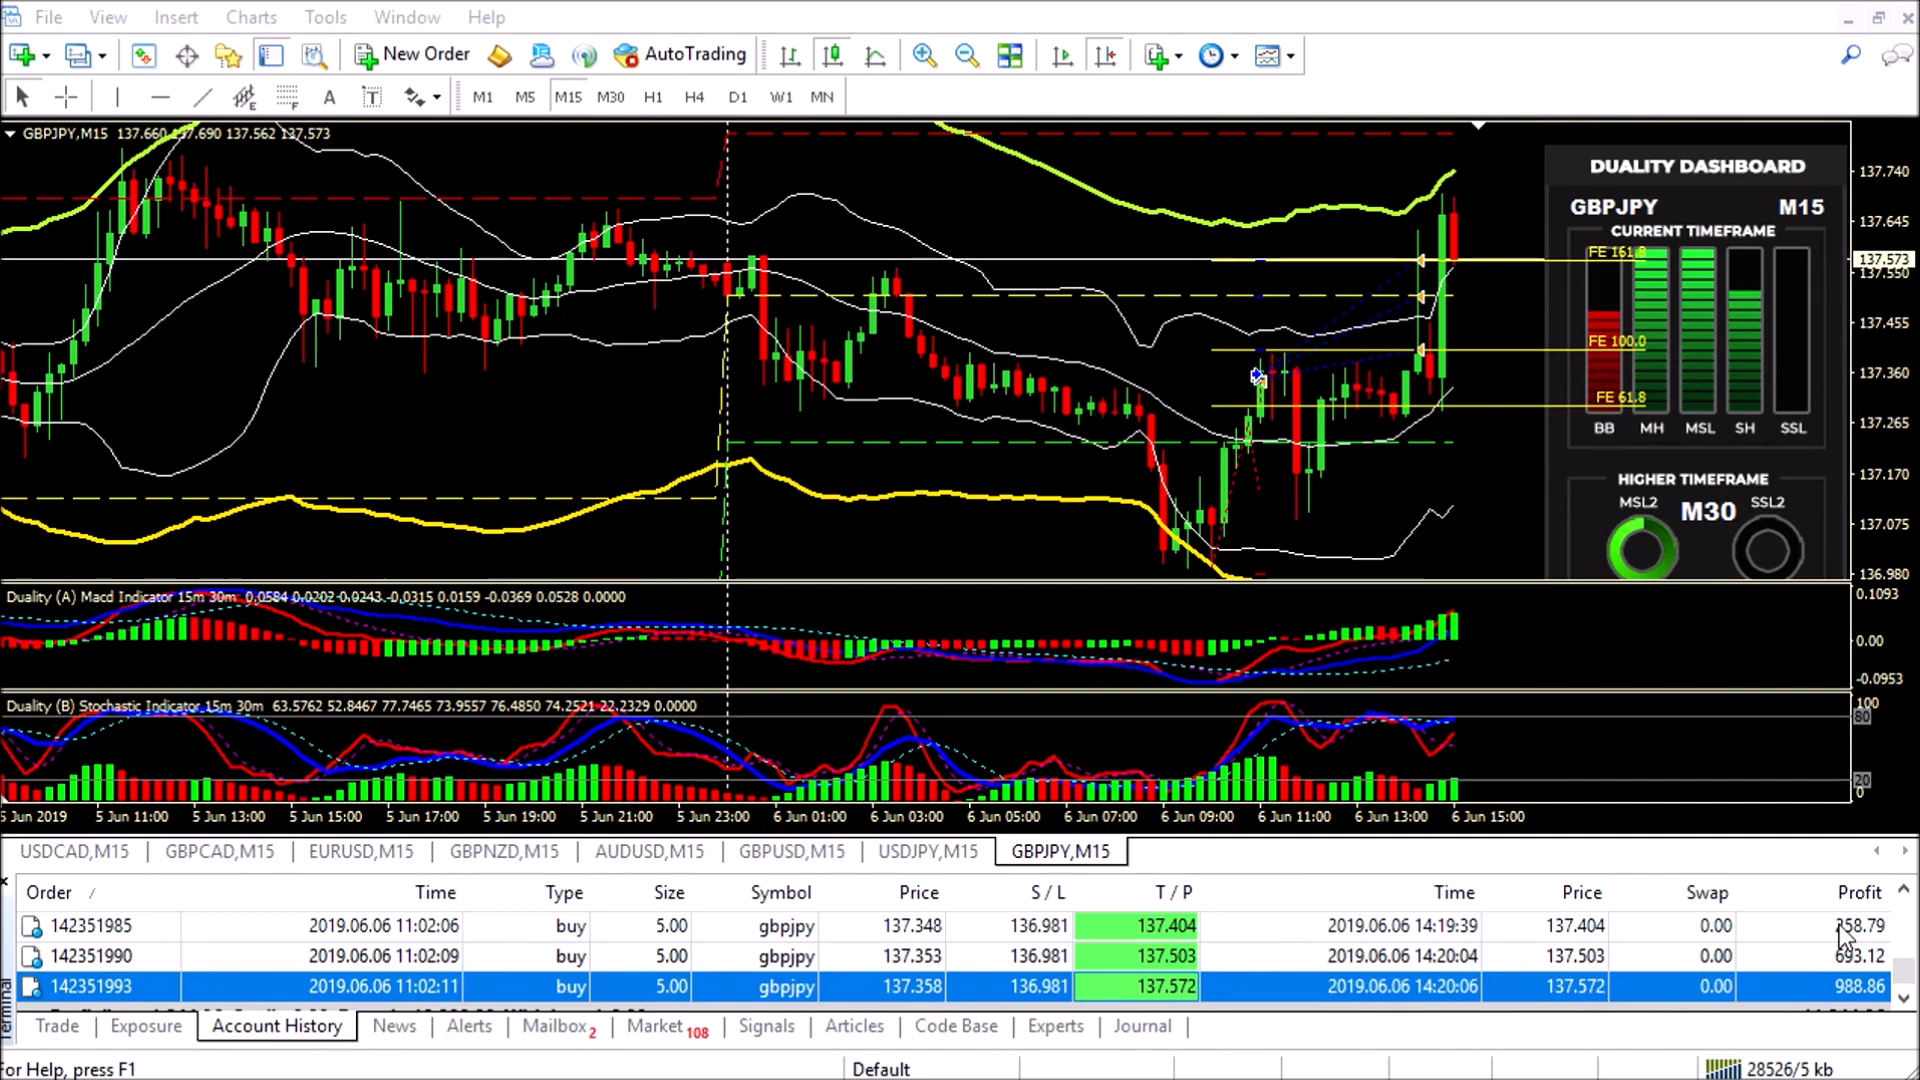 File View Insert Charts Tools Window Help
New Order AutoTrading
E F A T M1 M5 M15 M30 H1 H4 D1 W1 MN
GBPJPY,M15 137.660 137.690 137.562 137.573
137.740
137.645
137.573
137.550
137.455
137.360
137.265
137.170
137.075
136.980
DUALITY DASHBOARD
GBPJPY M15
CURRENT TIMEFRAME
FE 161.8
FE 100.0
FE 61.8
BB MH MSL SH SSL
HIGHER TIMEFRAME
MSL2 M30 SSL2
Duality (A) Macd Indicator 15m 30m 0.0584 0.0202 0.0243 -0.0315 0.0159 -0.0369 0.0528 0.0000
0.1093
0.00
-0.0953
Duality (B) Stochastic Indicator 15m 30m 63.5762 52.8467 77.7465 73.9557 76.4850 74.2521 22.2329 0.0000
100
80
20
0
5 Jun 2019 5 Jun 11:00 5 Jun 13:00 5 Jun 15:00 5 Jun 17:00 5 Jun 19:00 5 Jun 21:00 5 Jun 23:00 6 Jun 01:00 6 Jun 03:00 6 Jun 05:00 6 Jun 07:00 6 Jun 09:00 6 Jun 11:00 6 Jun 13:00 6 Jun 15:00
USDCAD,M15 GBPCAD,M15 EURUSD,M15 GBPNZD,M15 AUDUSD,M15 GBPUSD,M15 USDJPY,M15 GBPJPY,M15
Order / Time Type Size Symbol Price S / L T / P Time Price Swap Profit
142351985 2019.06.06 11:02:06 buy 5.00 gbpjpy 137.348 136.981 137.404 2019.06.06 14:19:39 137.404 0.00 58.79
142351990 2019.06.06 11:02:09 buy 5.00 gbpjpy 137.353 136.981 137.503 2019.06.06 14:20:04 137.503 0.00 693.12
142351993 2019.06.06 11:02:11 buy 5.00 gbpjpy 137.358 136.981 137.572 2019.06.06 14:20:06 137.572 0.00 988.86
Terminal
Trade Exposure Account History News Alerts Mailbox 2 Market 108 Signals Articles Code Base Experts Journal
For Help, press F1 Default 28526/5 kb